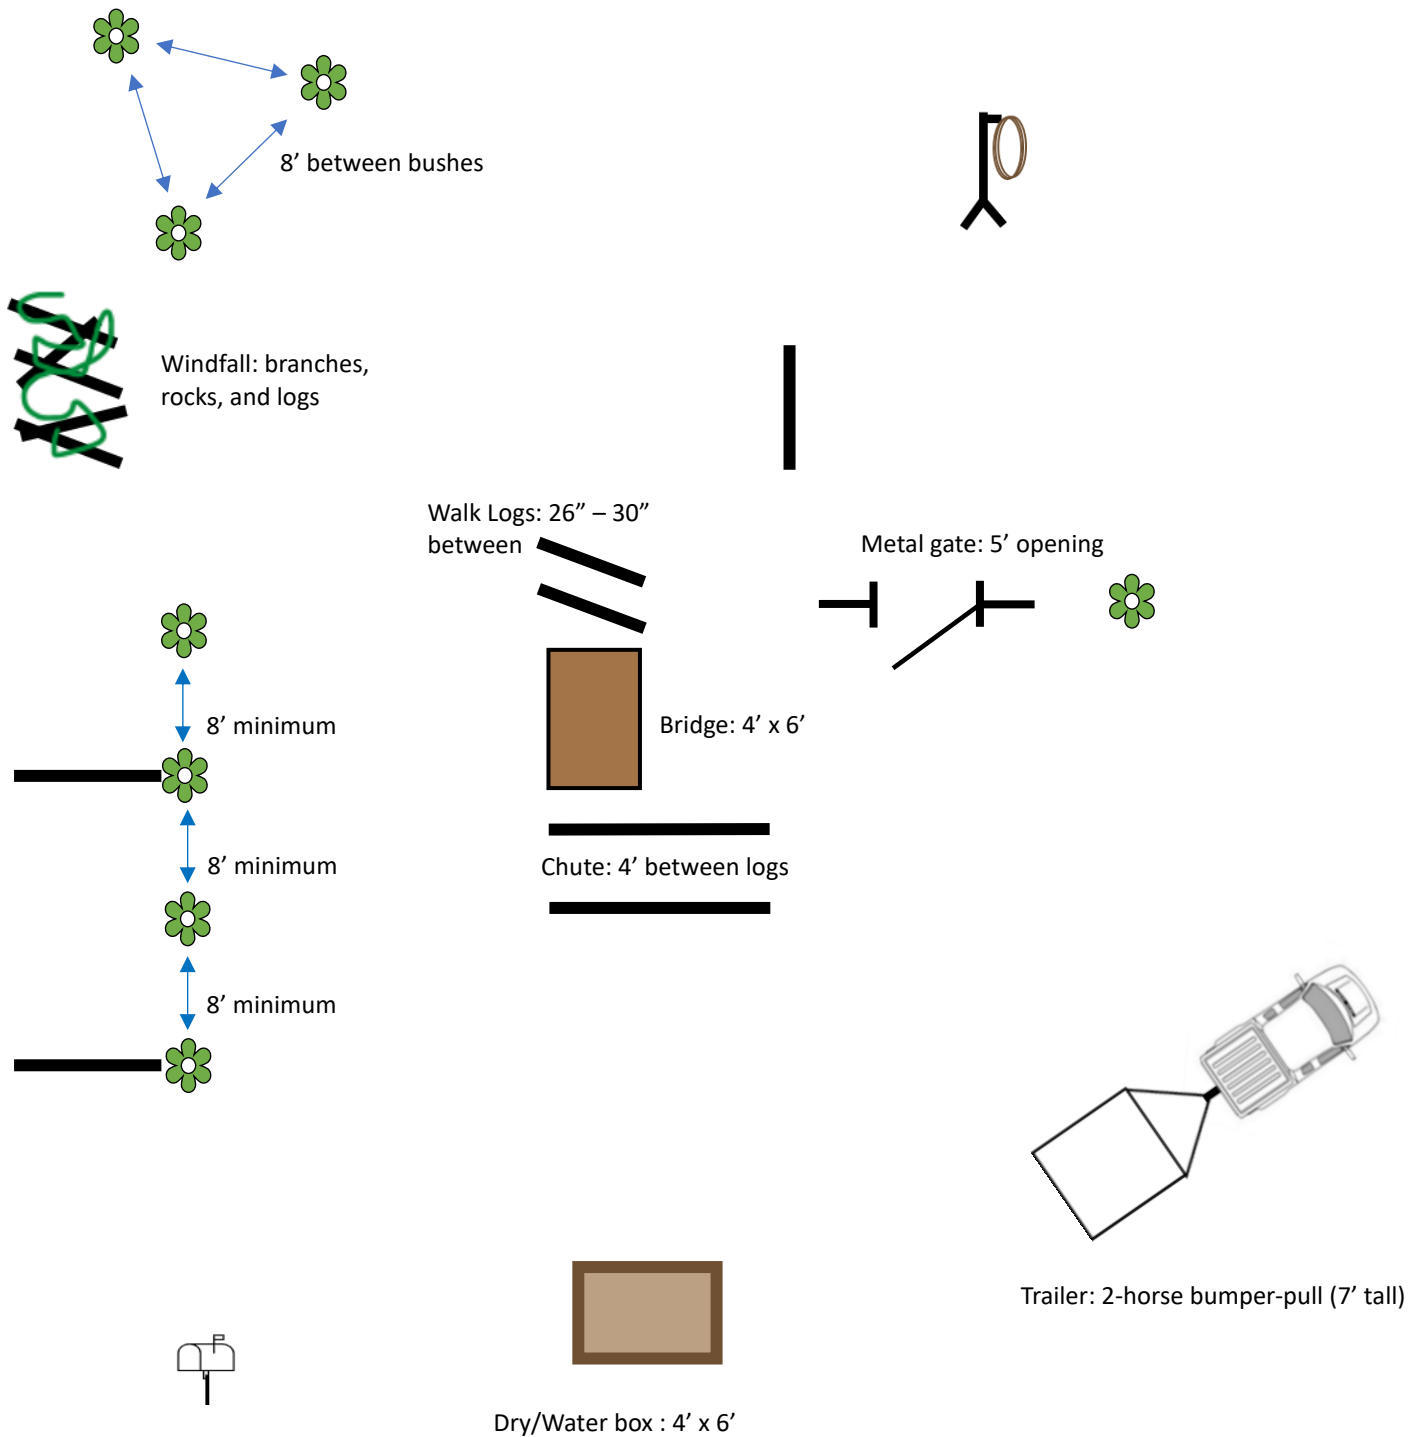 8’ between bushes
Windfall: branches,
rocks, and logs
Walk Logs: 26” – 30”
between
Metal gate: 5’ opening
8’ minimum
Bridge: 4’ x 6’
8’ minimum
Chute: 4’ between logs
8’ minimum
Trailer: 2-horse bumper-pull (7’ tall)
Dry/Water box : 4’ x 6’